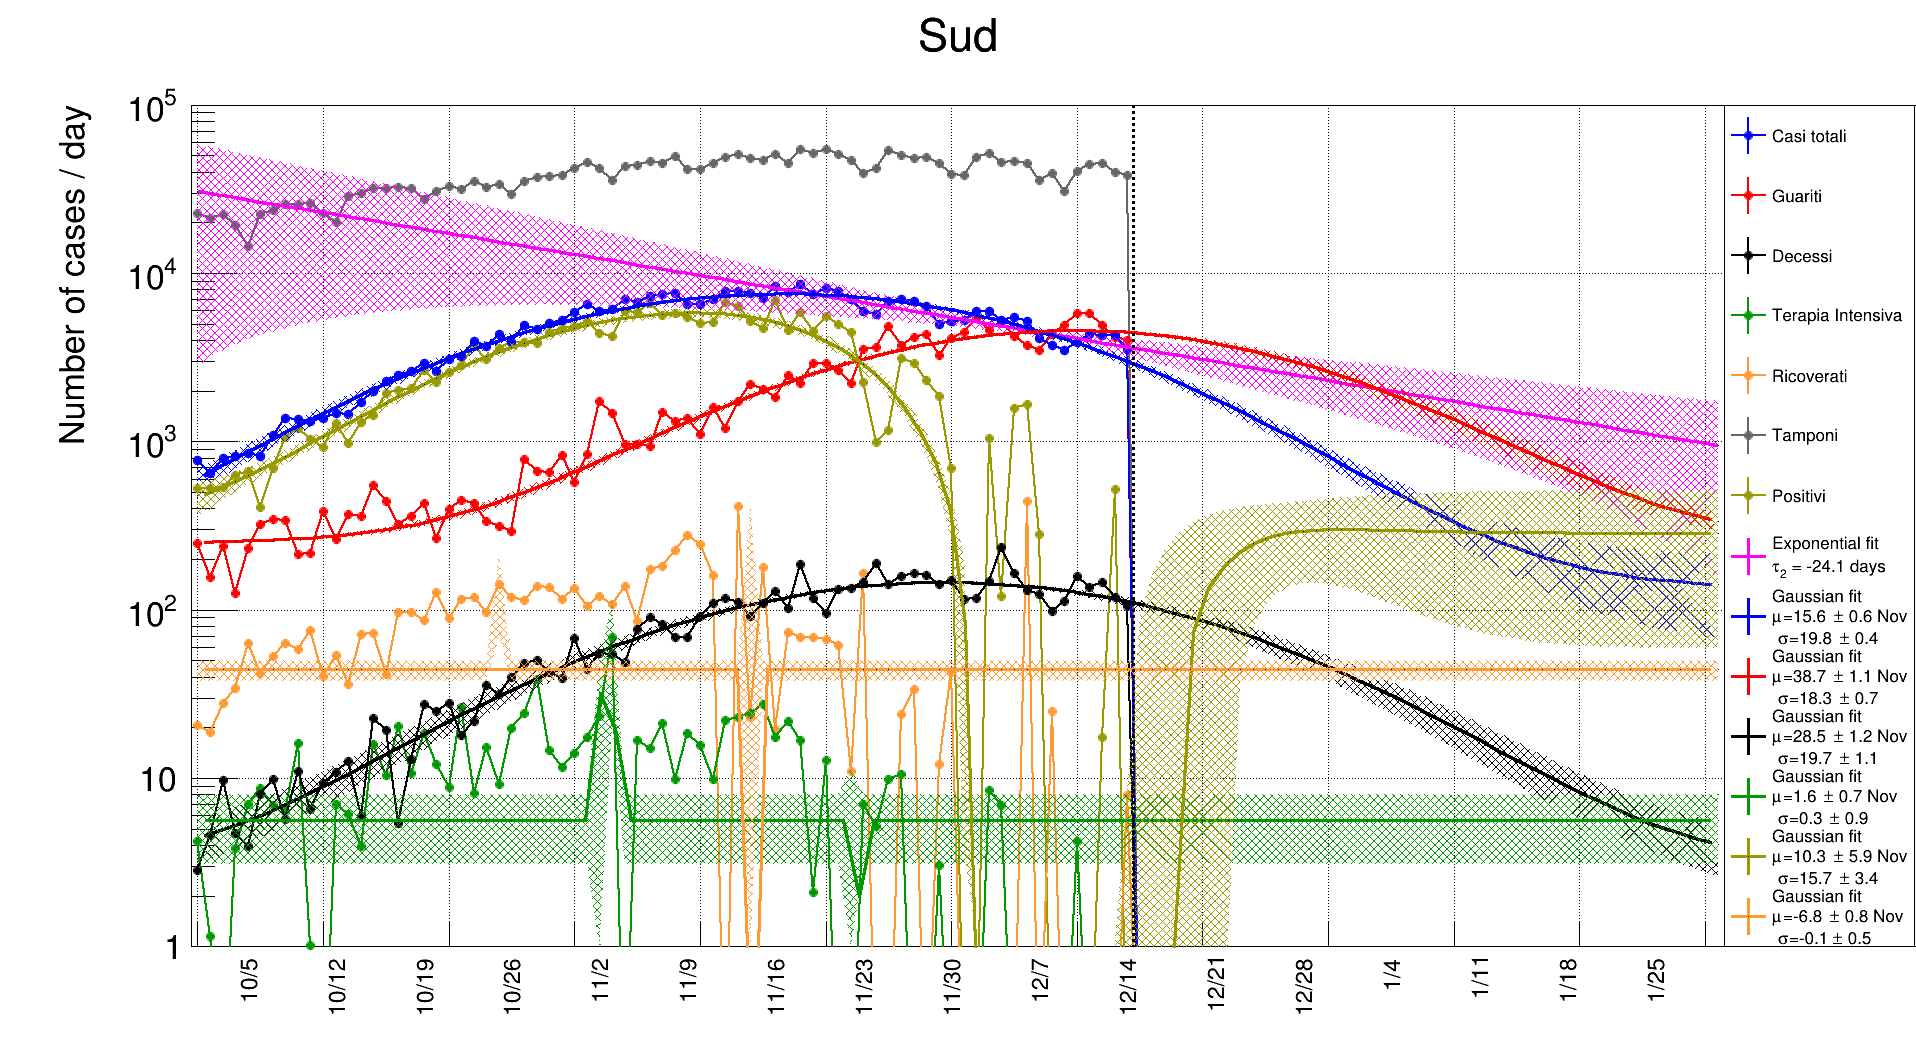 Sud
Number of cases / day
10^5
10^4
10^3
10^2
10
1
10/5
10/12
10/19
10/26
11/2
11/9
11/16
11/23
11/30
12/7
12/14
12/21
12/28
1/4
1/11
1/18
1/25
Casi totali
Guariti
Decessi
Terapia Intensiva
Ricoverati
Tamponi
Positivi
Exponential fit
τ₂ = -24.1 days
Gaussian fit
μ=15.6 ± 0.6 Nov
σ=19.8 ± 0.4
Gaussian fit
μ=38.7 ± 1.1 Nov
σ=18.3 ± 0.7
Gaussian fit
μ=28.5 ± 1.2 Nov
σ=19.7 ± 1.1
Gaussian fit
μ=1.6 ± 0.7 Nov
σ=0.3 ± 0.9
Gaussian fit
μ=10.3 ± 5.9 Nov
σ=15.7 ± 3.4
Gaussian fit
μ=-6.8 ± 0.8 Nov
σ=-0.1 ± 0.5